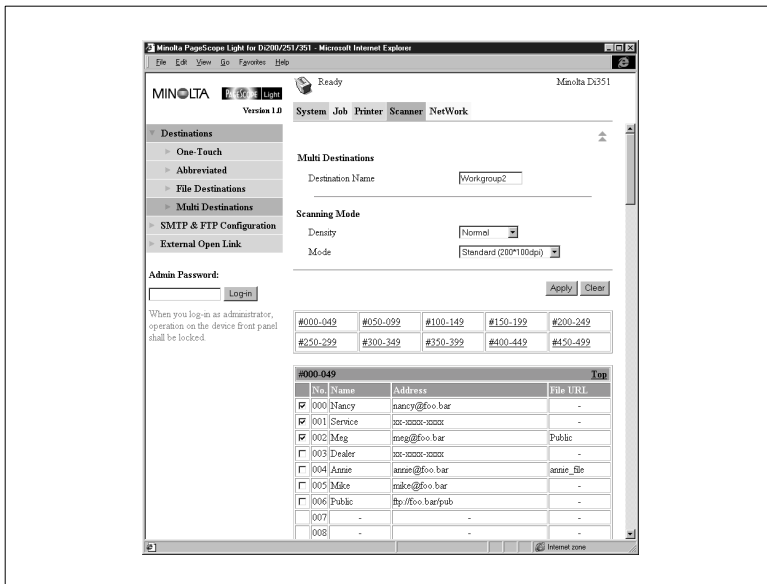 Minolta PageScope Light for Di200/251/351 - Microsoft Internet Explorer
File Edit View Go Favorites Help
MINOLTA PAGESCOPE Light
Version 1.0
Ready
Minolta Di351
System Job Printer Scanner NetWork
Destinations
One-Touch
Abbreviated
File Destinations
Multi Destinations
SMTP & FTP Configuration
External Open Link
Admin Password:
Log-in
When you log-in as administrator,
operation on the device front panel
shall be locked.
Multi Destinations
Destination Name Workgroup2
Scanning Mode
Density Normal
Mode Standard (200*100dpi)
Apply Clear
#000-049 #050-099 #100-149 #150-199 #200-249
#250-299 #300-349 #350-399 #400-449 #450-499
#000-049 Top
No. Name Address File URL
000 Nancy nancy@foo.bar -
001 Service xx-xxxx-xxxx -
002 Meg meg@foo.bar Public
003 Dealer xx-xxxx-xxxx -
004 Annie annie@foo.bar annie_file
005 Mike mike@foo.bar -
006 Public ftp://foo.bar/pub -
007 - - -
008 - - -
Internet zone